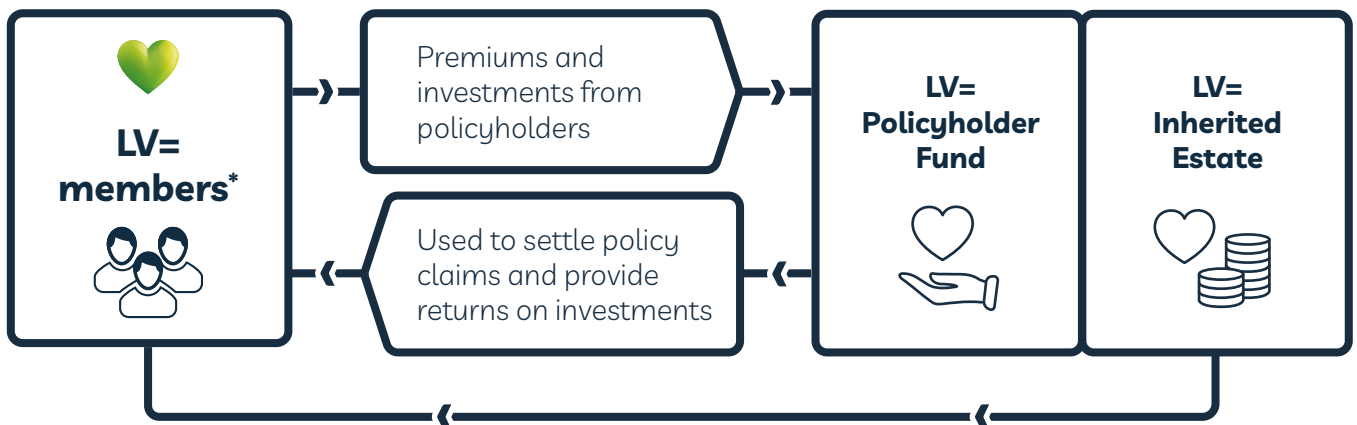 LV=
members*
Premiums and
investments from
policyholders
Used to settle policy
claims and provide
returns on investments
LV=
Policyholder
Fund
LV=
Inherited
Estate